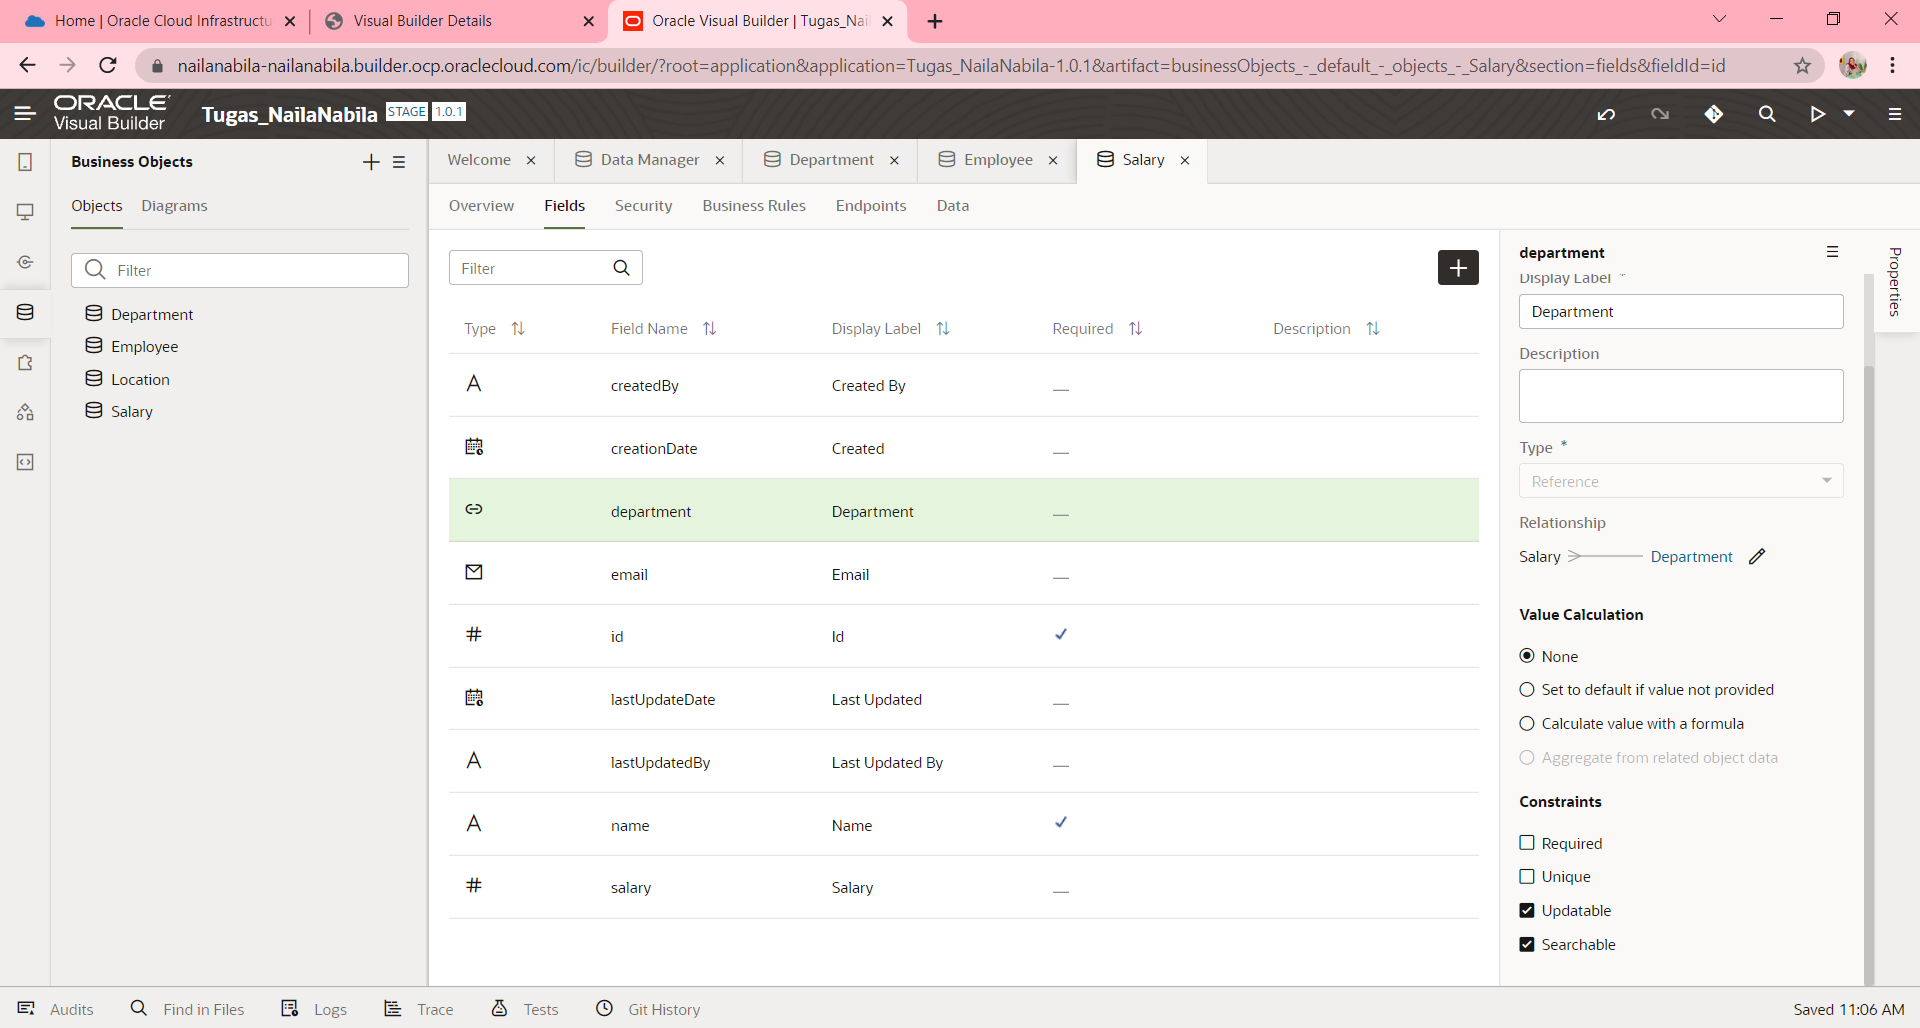 Home | Oracle Cloud Infrastructu
Visual Builder Details
Oracle Visual Builder | Tugas_Nail
nailanabila-nailanabila.builder.ocp.oraclecloud.com/ic/builder/?root=application&application=Tugas_NailaNabila-1.0.1&artifact=businessObjects_-_default_-_objects_-_Salary&section=fields&fieldId=id
ORACLE
Visual Builder
Tugas_NailaNabila STAGE 1.0.1
Business Objects
Objects Diagrams
Filter
Department
Employee
Location
Salary
Welcome Data Manager Department Employee Salary
Overview Fields Security Business Rules Endpoints Data
Filter
Type Field Name Display Label Required Description
createdBy Created By
creationDate Created
department Department
email Email
id Id
lastUpdateDate Last Updated
lastUpdatedBy Last Updated By
name Name
salary Salary
department
Display Label *
Department
Description
Type *
Reference
Relationship
Salary Department
Value Calculation
None
Set to default if value not provided
Calculate value with a formula
Aggregate from related object data
Constraints
Required
Unique
Updatable
Searchable
Properties
Audits Find in Files Logs Trace Tests Git History
Saved 11:06 AM